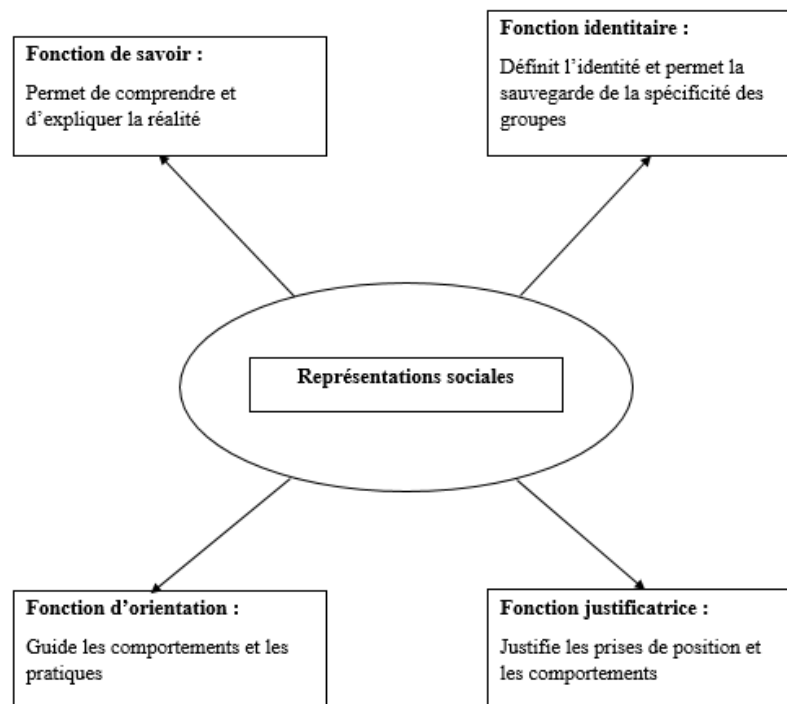 Fonction de savoir :
Permet de comprendre et
d'expliquer la réalité
Fonction identitaire :
Définit l'identité et permet la
sauvegarde de la spécificité des
groupes
Représentations sociales
Fonction d'orientation :
Guide les comportements et les
pratiques
Fonction justificatrice :
Justifie les prises de position et
les comportements